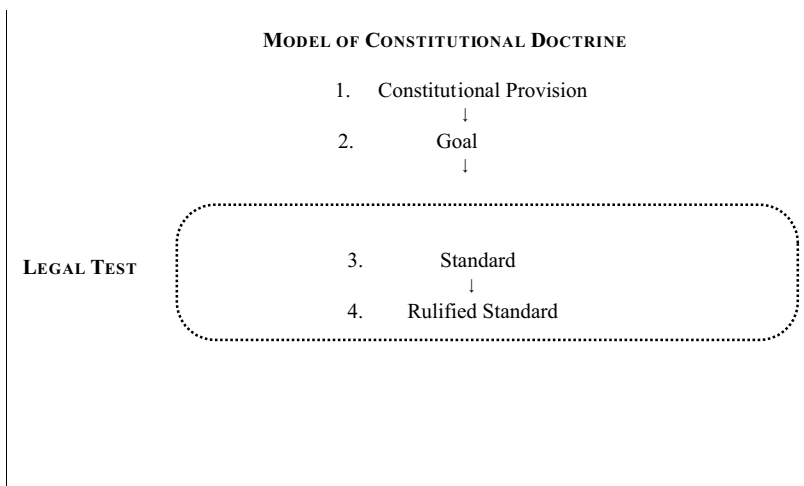 MODEL OF CONSTITUTIONAL DOCTRINE
1. Constitutional Provision
↓
2. Goal
↓
LEGAL TEST
3. Standard
↓
4. Rulified Standard